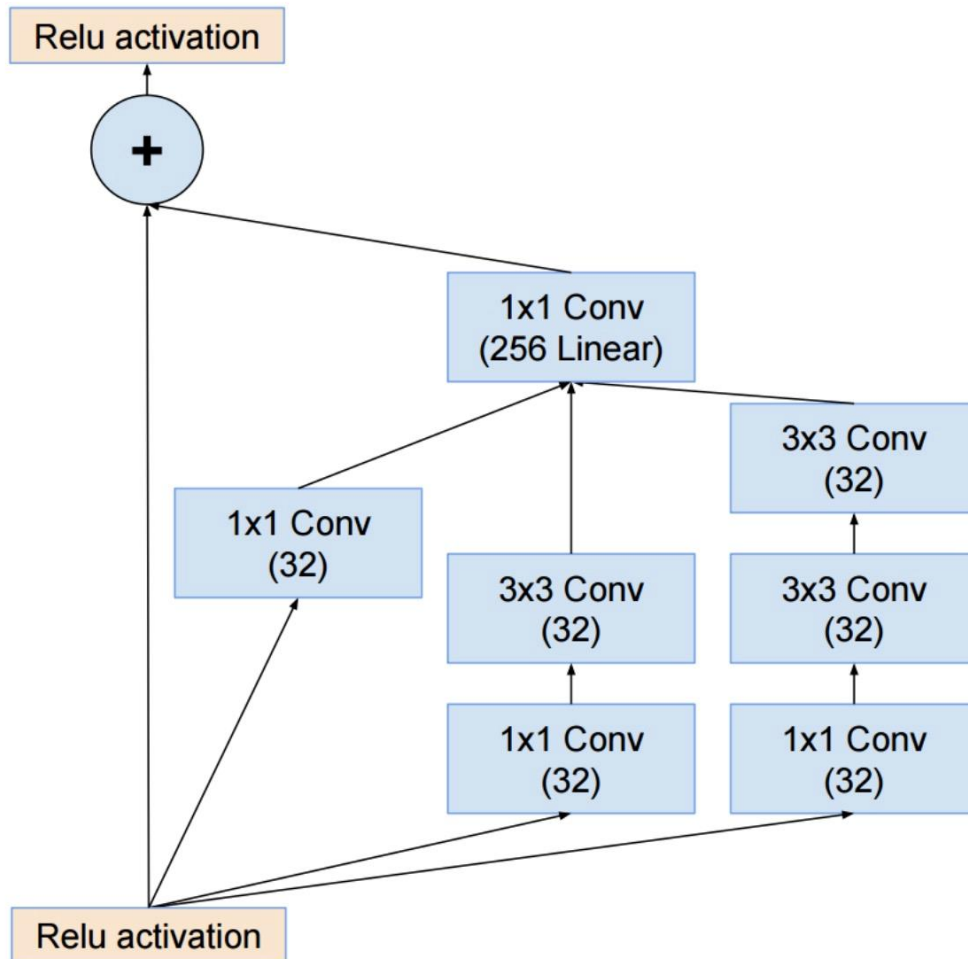 Relu activation
+
1x1 Conv
(256 Linear)
3x3 Conv
(32)
1x1 Conv
(32)
3x3 Conv
(32)
3x3 Conv
(32)
1x1 Conv
(32)
1x1 Conv
(32)
Relu activation